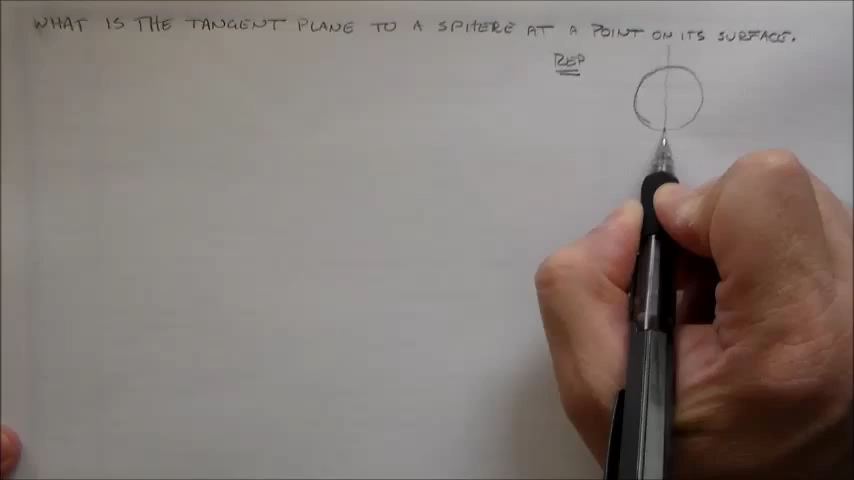 WHAT IS THE TANGENT PLANE TO A SPHERE AT A POINT ON ITS SURFACE.
REP